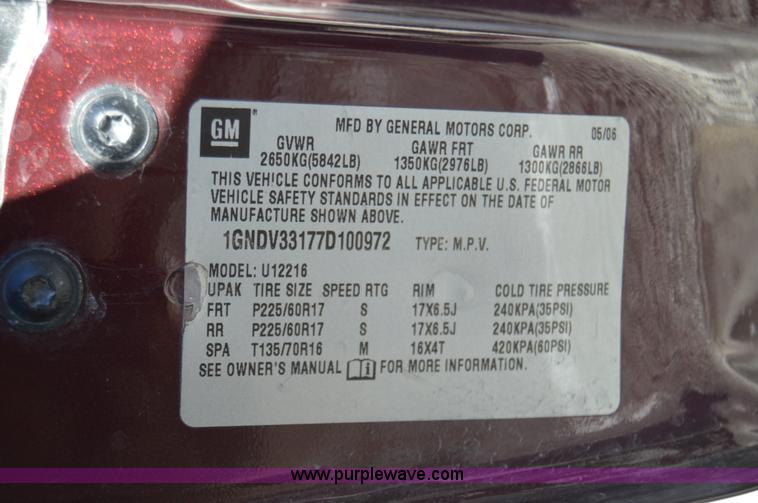 GM ® MFD BY GENERAL MOTORS CORP. 05/06
GVWR GAWR FRT GAWR RR
2650KG(5842LB) 1350KG(2976LB) 1300KG(2866LB)
THIS VEHICLE CONFORMS TO ALL APPLICABLE U.S. FEDERAL MOTOR
VEHICLE SAFETY STANDARDS IN EFFECT ON THE DATE OF
MANUFACTURE SHOWN ABOVE.
1GNDV33177D100972 TYPE: M.P.V.
MODEL: U12216
UPAK TIRE SIZE SPEED RTG RIM COLD TIRE PRESSURE
FRT P225/60R17 S 17X6.5J 240KPA(35PSI)
RR P225/60R17 S 17X6.5J 240KPA(35PSI)
SPA T135/70R16 M 16X4T 420KPA(60PSI)
SEE OWNER'S MANUAL FOR MORE INFORMATION.
www.purplewave.com